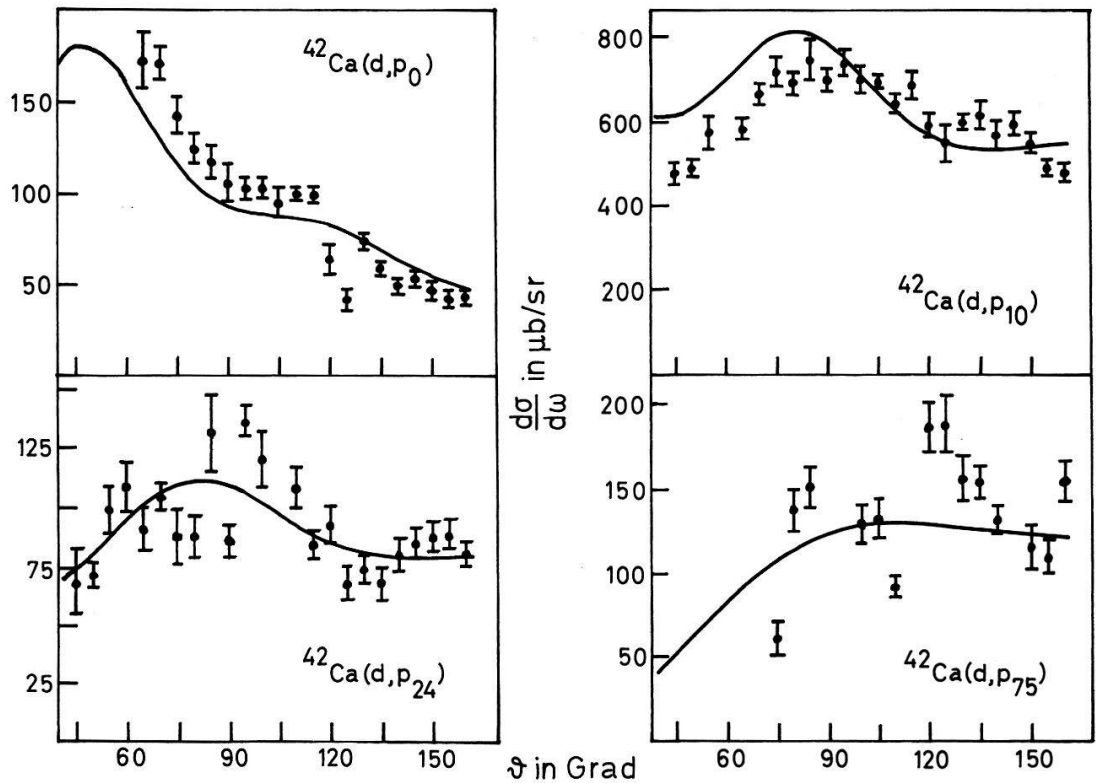 150
100
50
⁴²Ca(d,p₀)
800
600
400
200
⁴²Ca(d,p₁₀)
dσ/dω in μb/sr
125
75
25
⁴²Ca(d,p₂₄)
60 90 120 150
200
150
100
50
⁴²Ca(d,p₇₅)
60 90 120 150
ϑ in Grad